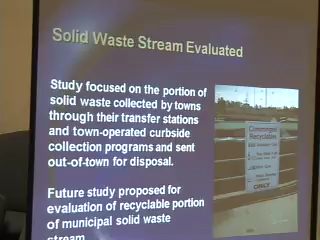 Solid Waste Stream Evaluated
Study focused on the portion of
solid waste collected by towns
through their transfer stations
and town-operated curbside
collection programs and sent
out-of-town for disposal.
Future study proposed for
evaluation of recyclable portion
of municipal solid waste
stream.
Commingled
Recyclables
ONLY